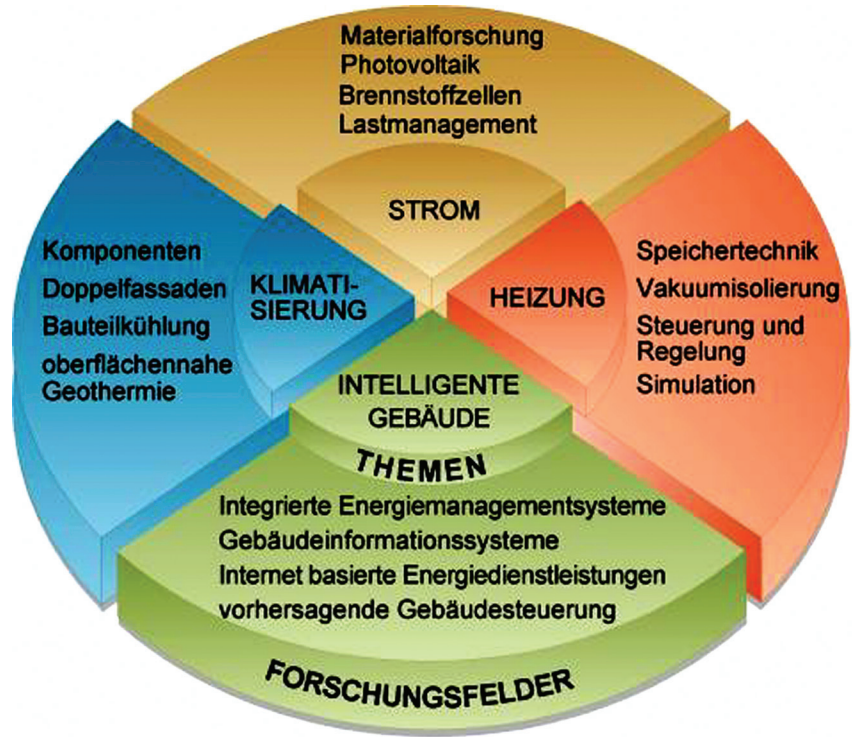 Materialforschung
Photovoltaik
Brennstoffzellen
Lastmanagement
STROM
Komponenten
Doppelfassaden
Bauteilkühlung
oberflächennahe
Geothermie
KLIMATI-
SIERUNG
HEIZUNG
Speichertechnik
Vakuumisolierung
Steuerung und
Regelung
Simulation
INTELLIGENTE
GEBÄUDE
THEMEN
Integrierte Energiemanagementsysteme
Gebäudeinformationssysteme
Internet basierte Energiedienstleistungen
vorhersagende Gebäudesteuerung
FORSCHUNGSFELDER